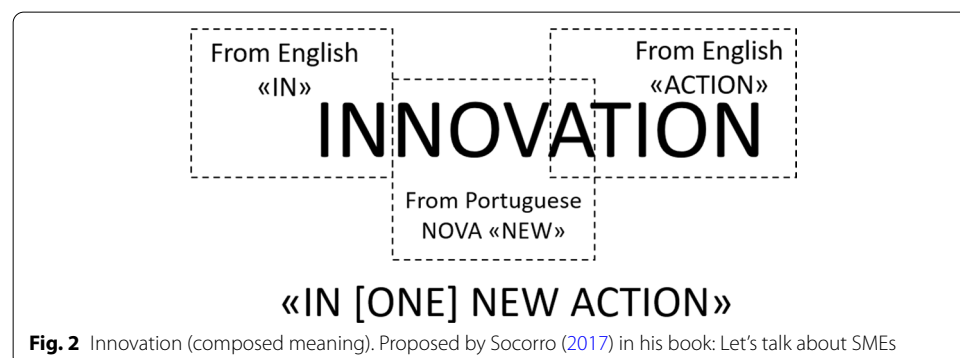 From English
«IN»
From English
«ACTION»
INNOVATION
From Portuguese
NOVA «NEW»
«IN [ONE] NEW ACTION»
Fig. 2 Innovation (composed meaning). Proposed by Socorro (2017) in his book: Let’s talk about SMEs